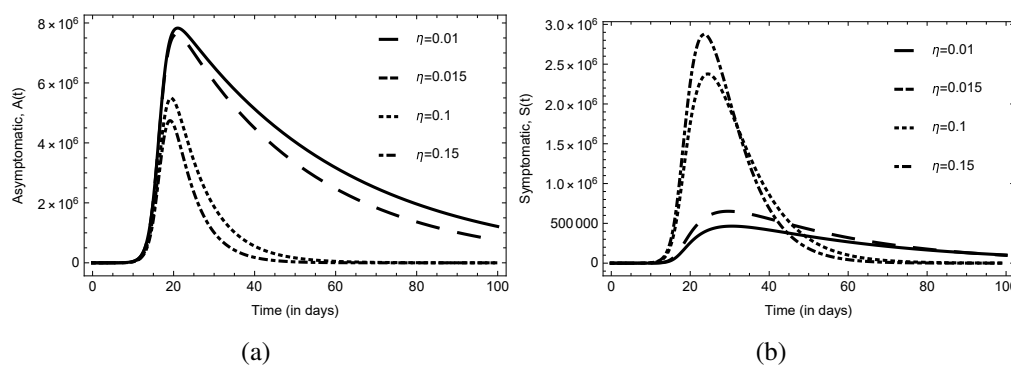 8 × 10⁶
6 × 10⁶
4 × 10⁶
2 × 10⁶
0
Asymptomatic, A(t)
η=0.01
η=0.015
η=0.1
η=0.15
0 20 40 60 80 100
Time (in days)
(a)
3.0 × 10⁶
2.5 × 10⁶
2.0 × 10⁶
1.5 × 10⁶
1.0 × 10⁶
500 000
0
Symptomatic, S(t)
η=0.01
η=0.015
η=0.1
η=0.15
0 20 40 60 80 100
Time (in days)
(b)